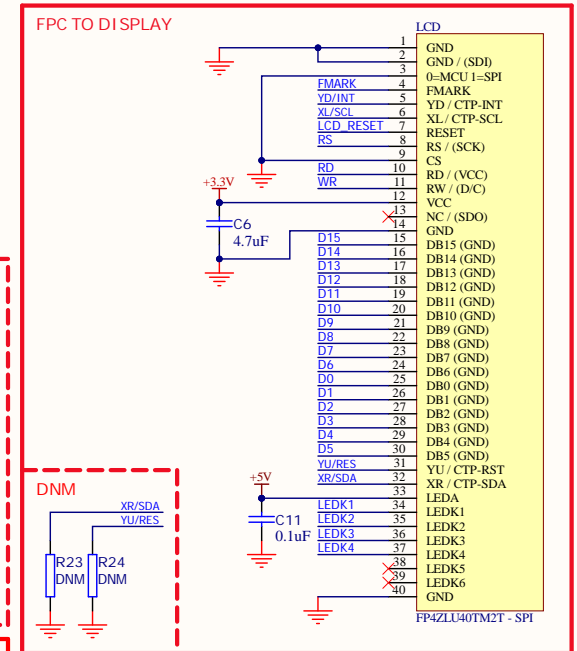 FPC TO DISPLAY
LCD
1 GND
2 GND / (SDI)
3 0=MCU 1=SPI
FMARK 4 FMARK
YD/INT 5 YD / CTP-INT
XL/SCL 6 XL / CTP-SCL
LCD_RESET 7 RESET
RS 8 RS / (SCK)
9 CS
RD 10 RD / (VCC)
WR 11 RW / (D/C)
+3.3V
12 VCC
13 NC / (SDO)
C6
4.7uF
14 GND
D15 15 DB15 (GND)
D14 16 DB14 (GND)
D13 17 DB13 (GND)
D12 18 DB12 (GND)
D11 19 DB11 (GND)
D10 20 DB10 (GND)
D9 21 DB9 (GND)
D8 22 DB8 (GND)
D7 23 DB7 (GND)
D6 24 DB6 (GND)
D0 25 DB0 (GND)
D1 26 DB1 (GND)
D2 27 DB2 (GND)
D3 28 DB3 (GND)
D4 29 DB4 (GND)
D5 30 DB5 (GND)
YU/RES 31 YU / CTP-RST
XR/SDA 32 XR / CTP-SDA
+5V
33 LEDA
LEDK1 34 LEDK1
LEDK2 35 LEDK2
LEDK3 36 LEDK3
LEDK4 37 LEDK4
C11
0.1uF
38 LEDK5
39 LEDK6
40 GND
FP4ZLU40TM2T - SPI
DNM
XR/SDA
YU/RES
R23
DNM
R24
DNM